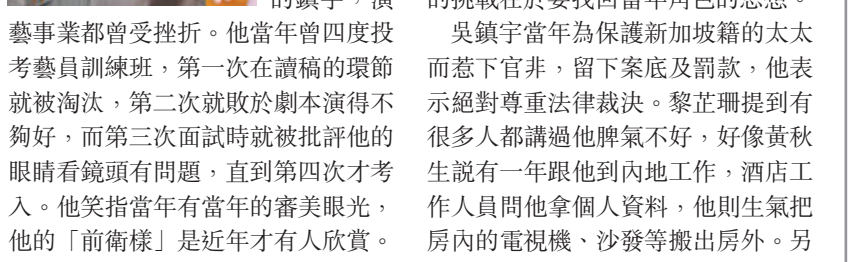 的鎮宇，演
藝事業都曾受挫折。他當年曾四度投
考藝員訓練班，第一次在讀稿的環節
就被淘汰，第二次就敗於劇本演得不
夠好，而第三次面試時就被批評他的
眼睛看鏡頭有問題，直到第四次才考
入。他笑指當年有當年的審美眼光，
他的「前衛樣」是近年才有人欣賞。
的挑戰在於要找回當年角色的思想。
吳鎮宇當年為保護新加坡籍的太太
而惹下官非，留下案底及罰款，他表
示絕對尊重法律裁決。黎芷珊提到有
很多人都講過他脾氣不好，好像黃秋
生説有一年跟他到內地工作，酒店工
作人員問他拿個人資料，他則生氣把
房內的電視機、沙發等搬出房外。另